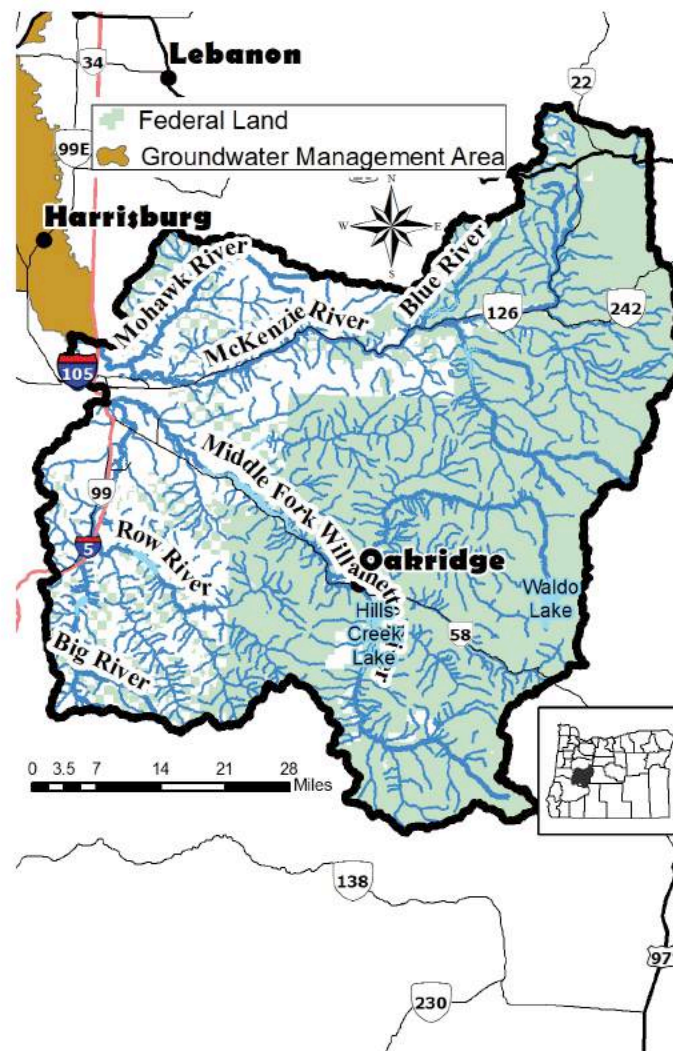 34
Lebanon
22
Federal Land
99E
Groundwater Management Area
N
W
E
S
Harrisburg
Mohawk River
McKenzie River
Blue River
126
242
105
99
Middle Fork Willamett
Row River
5
Oakridge
Hills
Creek
Lake
Waldo
Lake
58
Big River
0 3.5 7 14 21 28
Miles
138
97
230